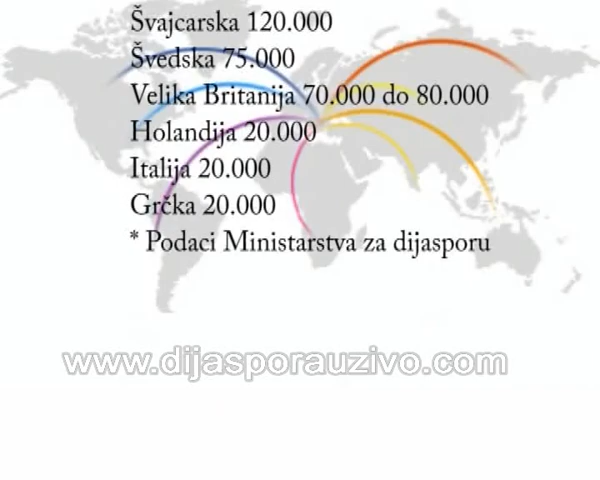 Švajcarska 120.000
Švedska 75.000
Velika Britanija 70.000 do 80.000
Holandija 20.000
Italija 20.000
Grčka 20.000
* Podaci Ministarstva za dijasporu
www.dijasporauzivo.com